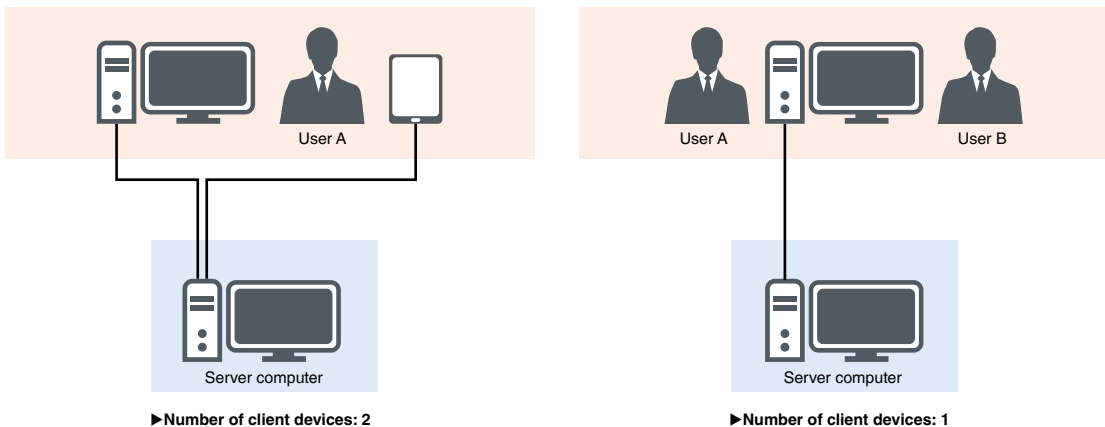 User A
Server computer
▶Number of client devices: 2
User A
User B
Server computer
▶Number of client devices: 1